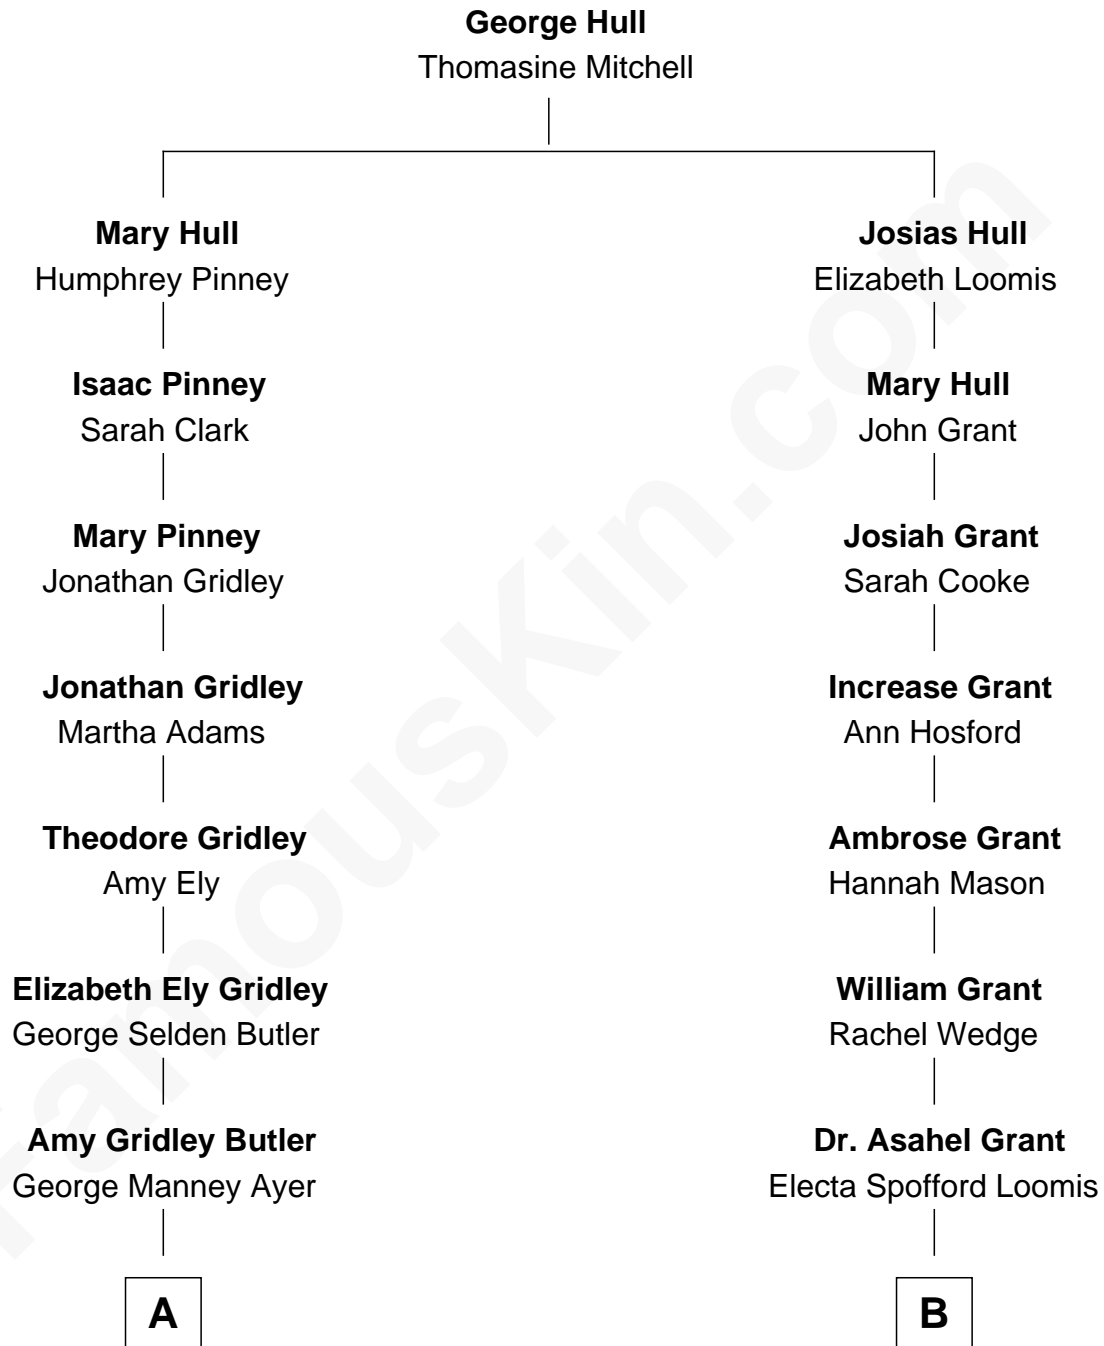 George Hull
Thomasine Mitchell
Mary Hull
Humphrey Pinney
Isaac Pinney
Sarah Clark
Mary Pinney
Jonathan Gridley
Jonathan Gridley
Martha Adams
Theodore Gridley
Amy Ely
Elizabeth Ely Gridley
George Selden Butler
Amy Gridley Butler
George Manney Ayer
A
Josias Hull
Elizabeth Loomis
Mary Hull
John Grant
Josiah Grant
Sarah Cooke
Increase Grant
Ann Hosford
Ambrose Grant
Hannah Mason
William Grant
Rachel Wedge
Dr. Asahel Grant
Electa Spofford Loomis
B
FamousKin.com